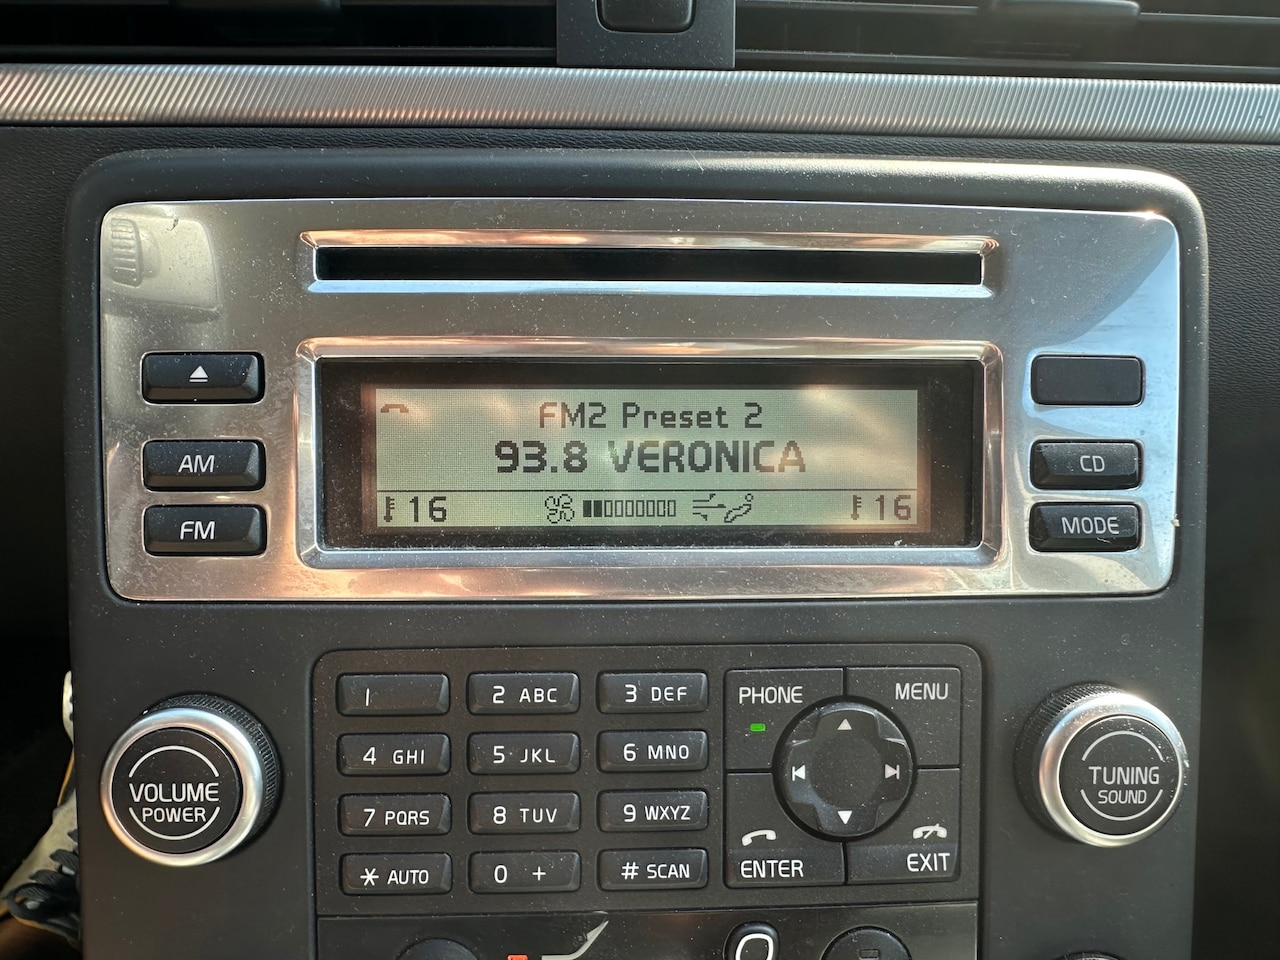 FM2 Preset 2
93.8 VERONICA
16 16
AM
FM
CD
MODE
1 2 ABC 3 DEF
4 GHI 5 JKL 6 MNO
7 PQRS 8 TUV 9 WXYZ
* AUTO 0 + # SCAN
PHONE MENU
ENTER EXIT
VOLUME
POWER
TUNING
SOUND